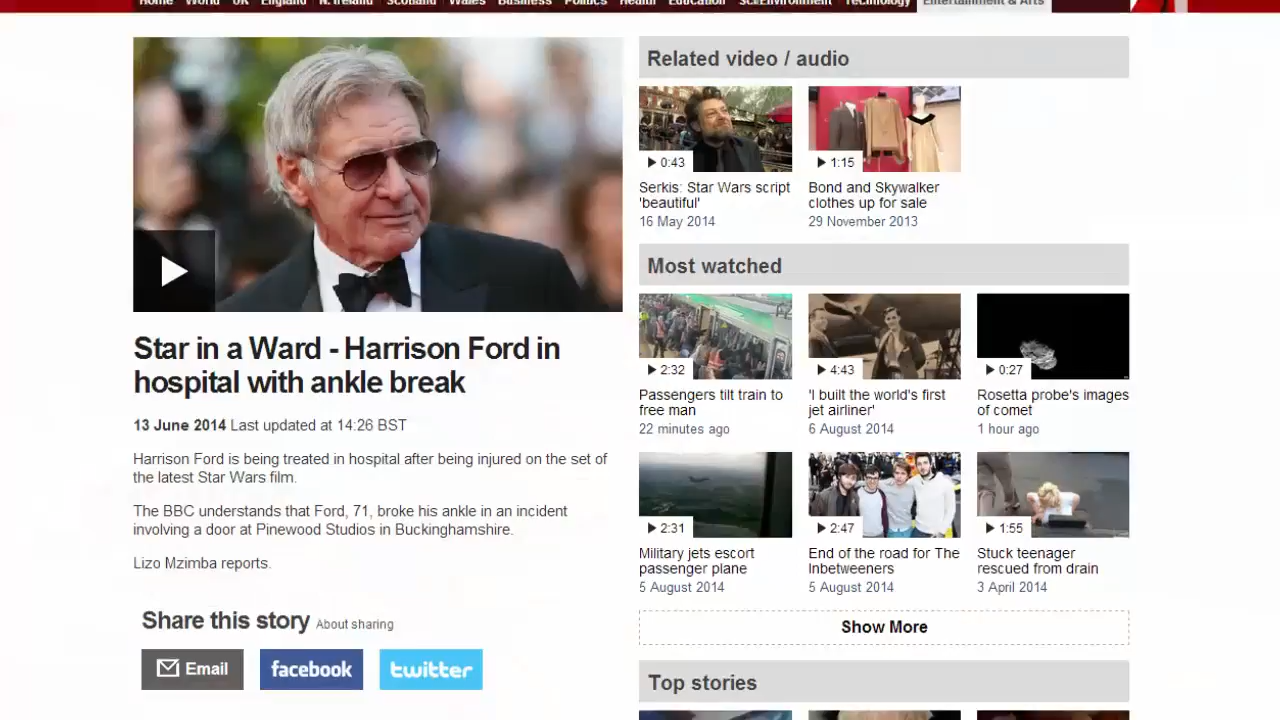 Home World UK England N. Ireland Scotland Wales Business Politics Health Education Sci/Environment Technology Entertainment & Arts
Star in a Ward - Harrison Ford in
hospital with ankle break
13 June 2014 Last updated at 14:26 BST
Harrison Ford is being treated in hospital after being injured on the set of
the latest Star Wars film.
The BBC understands that Ford, 71, broke his ankle in an incident
involving a door at Pinewood Studios in Buckinghamshire.
Lizo Mzimba reports.
Share this story About sharing
Email facebook twitter
Related video / audio
0:43
Serkis: Star Wars script
'beautiful'
16 May 2014
1:15
Bond and Skywalker
clothes up for sale
29 November 2013
Most watched
2:32
Passengers tilt train to
free man
22 minutes ago
4:43
'I built the world's first
jet airliner'
6 August 2014
0:27
Rosetta probe's images
of comet
1 hour ago
2:31
Military jets escort
passenger plane
5 August 2014
2:47
End of the road for The
Inbetweeners
5 August 2014
1:55
Stuck teenager
rescued from drain
3 April 2014
Show More
Top stories